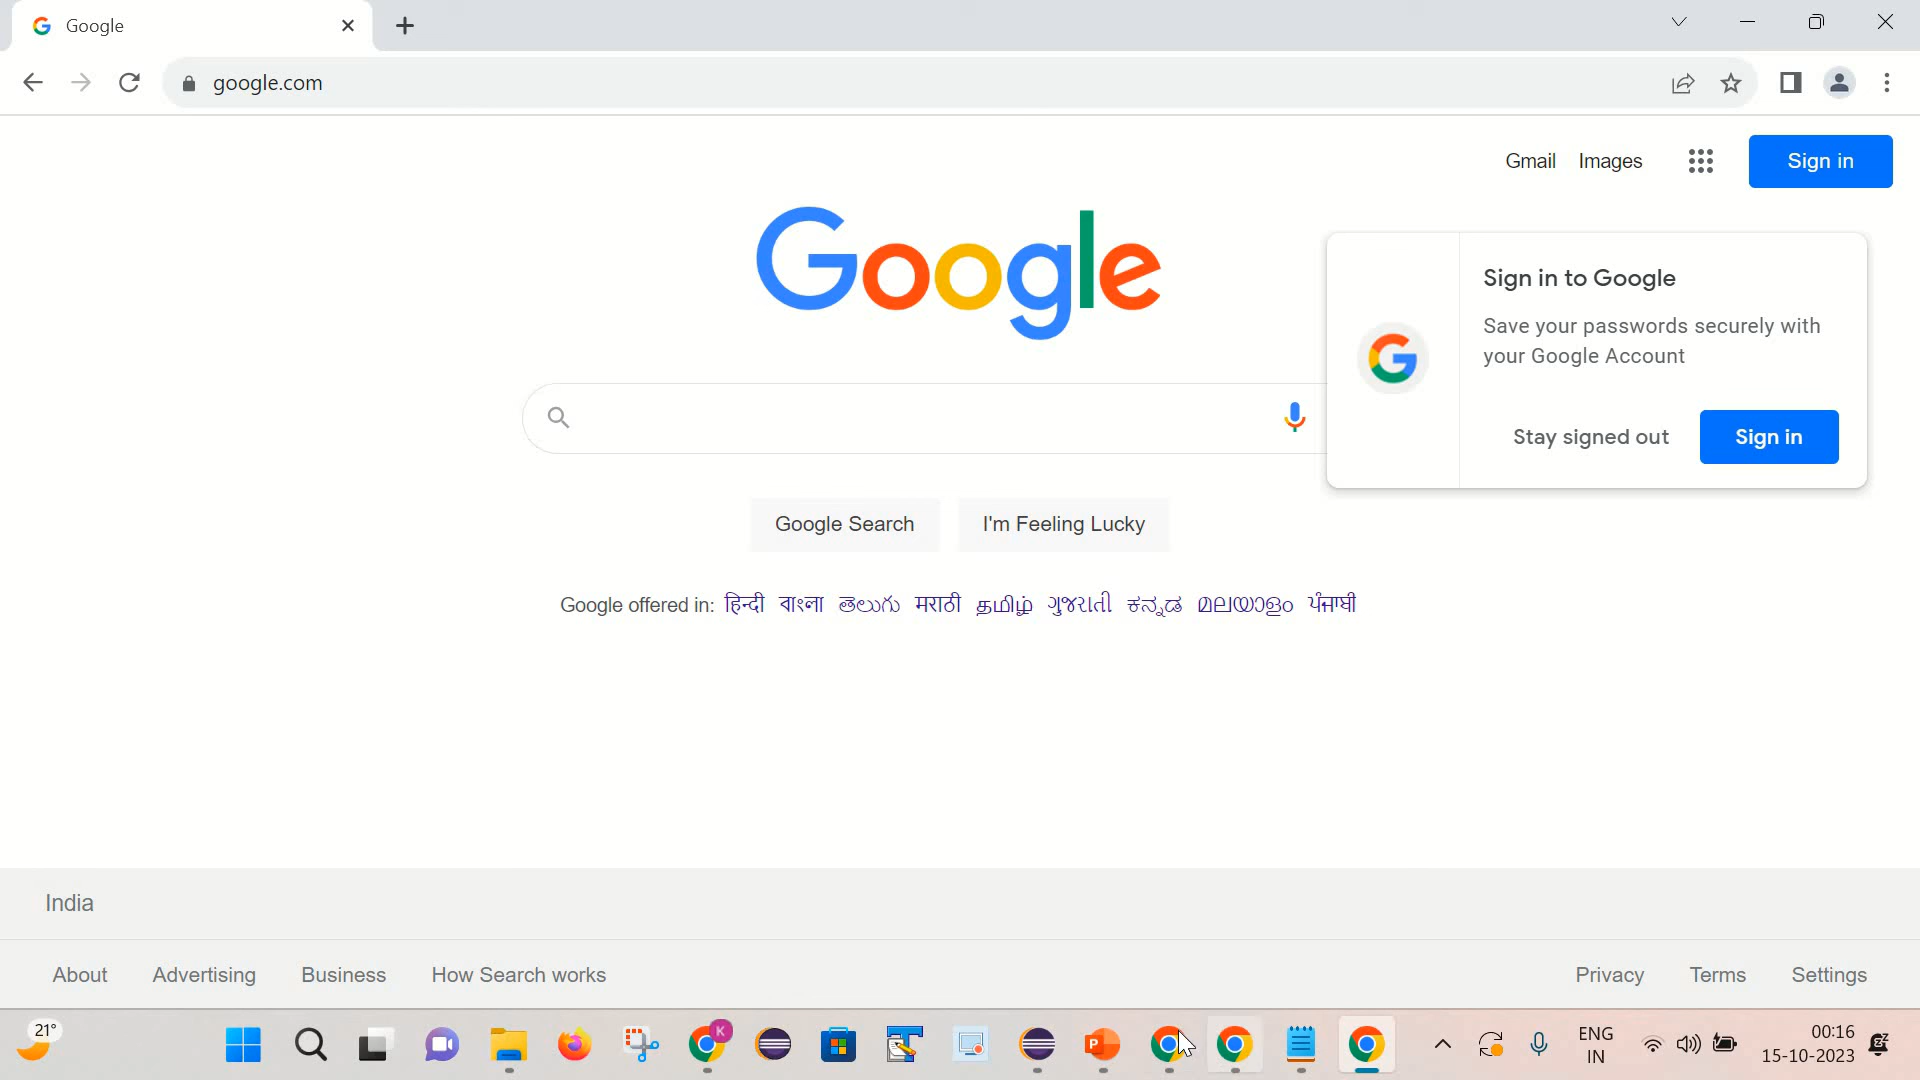 Google
google.com
Gmail Images Sign in
Google
Sign in to Google
Save your passwords securely with
your Google Account
Stay signed out Sign in
Google Search I'm Feeling Lucky
Google offered in: हिन्दी বাংলা తెలుగు मराठी தமிழ் ગુજરાતી ಕನ್ನಡ മലയാളം ਪੰਜਾਬੀ
India
About Advertising Business How Search works Privacy Terms Settings
21°
K
P
ENG
IN
00:16
15-10-2023